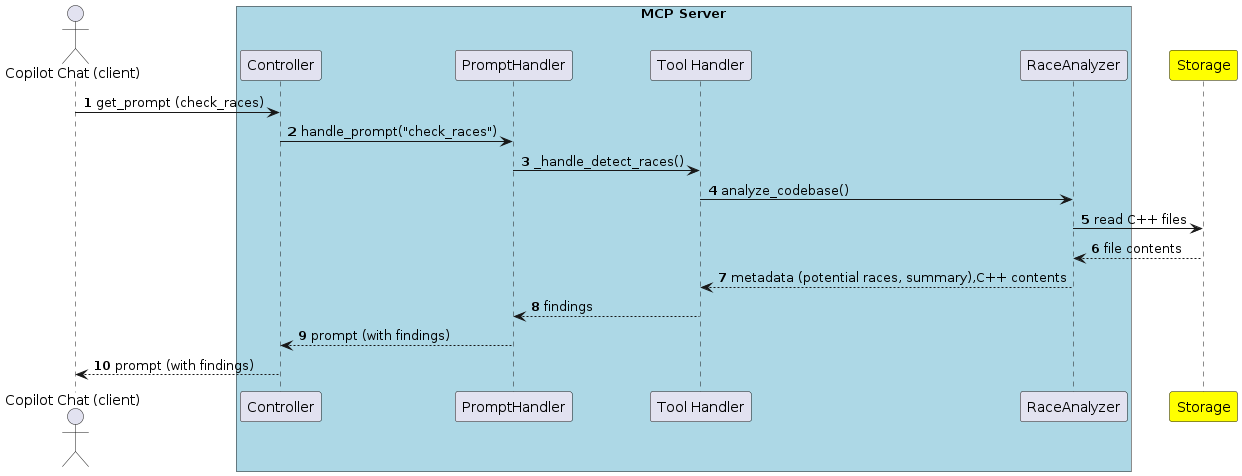 MCP Server
Copilot Chat (client)
Controller
PromptHandler
Tool Handler
RaceAnalyzer
Storage
1 get_prompt (check_races)
2 handle_prompt("check_races")
3 _handle_detect_races()
4 analyze_codebase()
5 read C++ files
6 file contents
7 metadata (potential races, summary),C++ contents
8 findings
9 prompt (with findings)
10 prompt (with findings)
Copilot Chat (client)
Controller
PromptHandler
Tool Handler
RaceAnalyzer
Storage